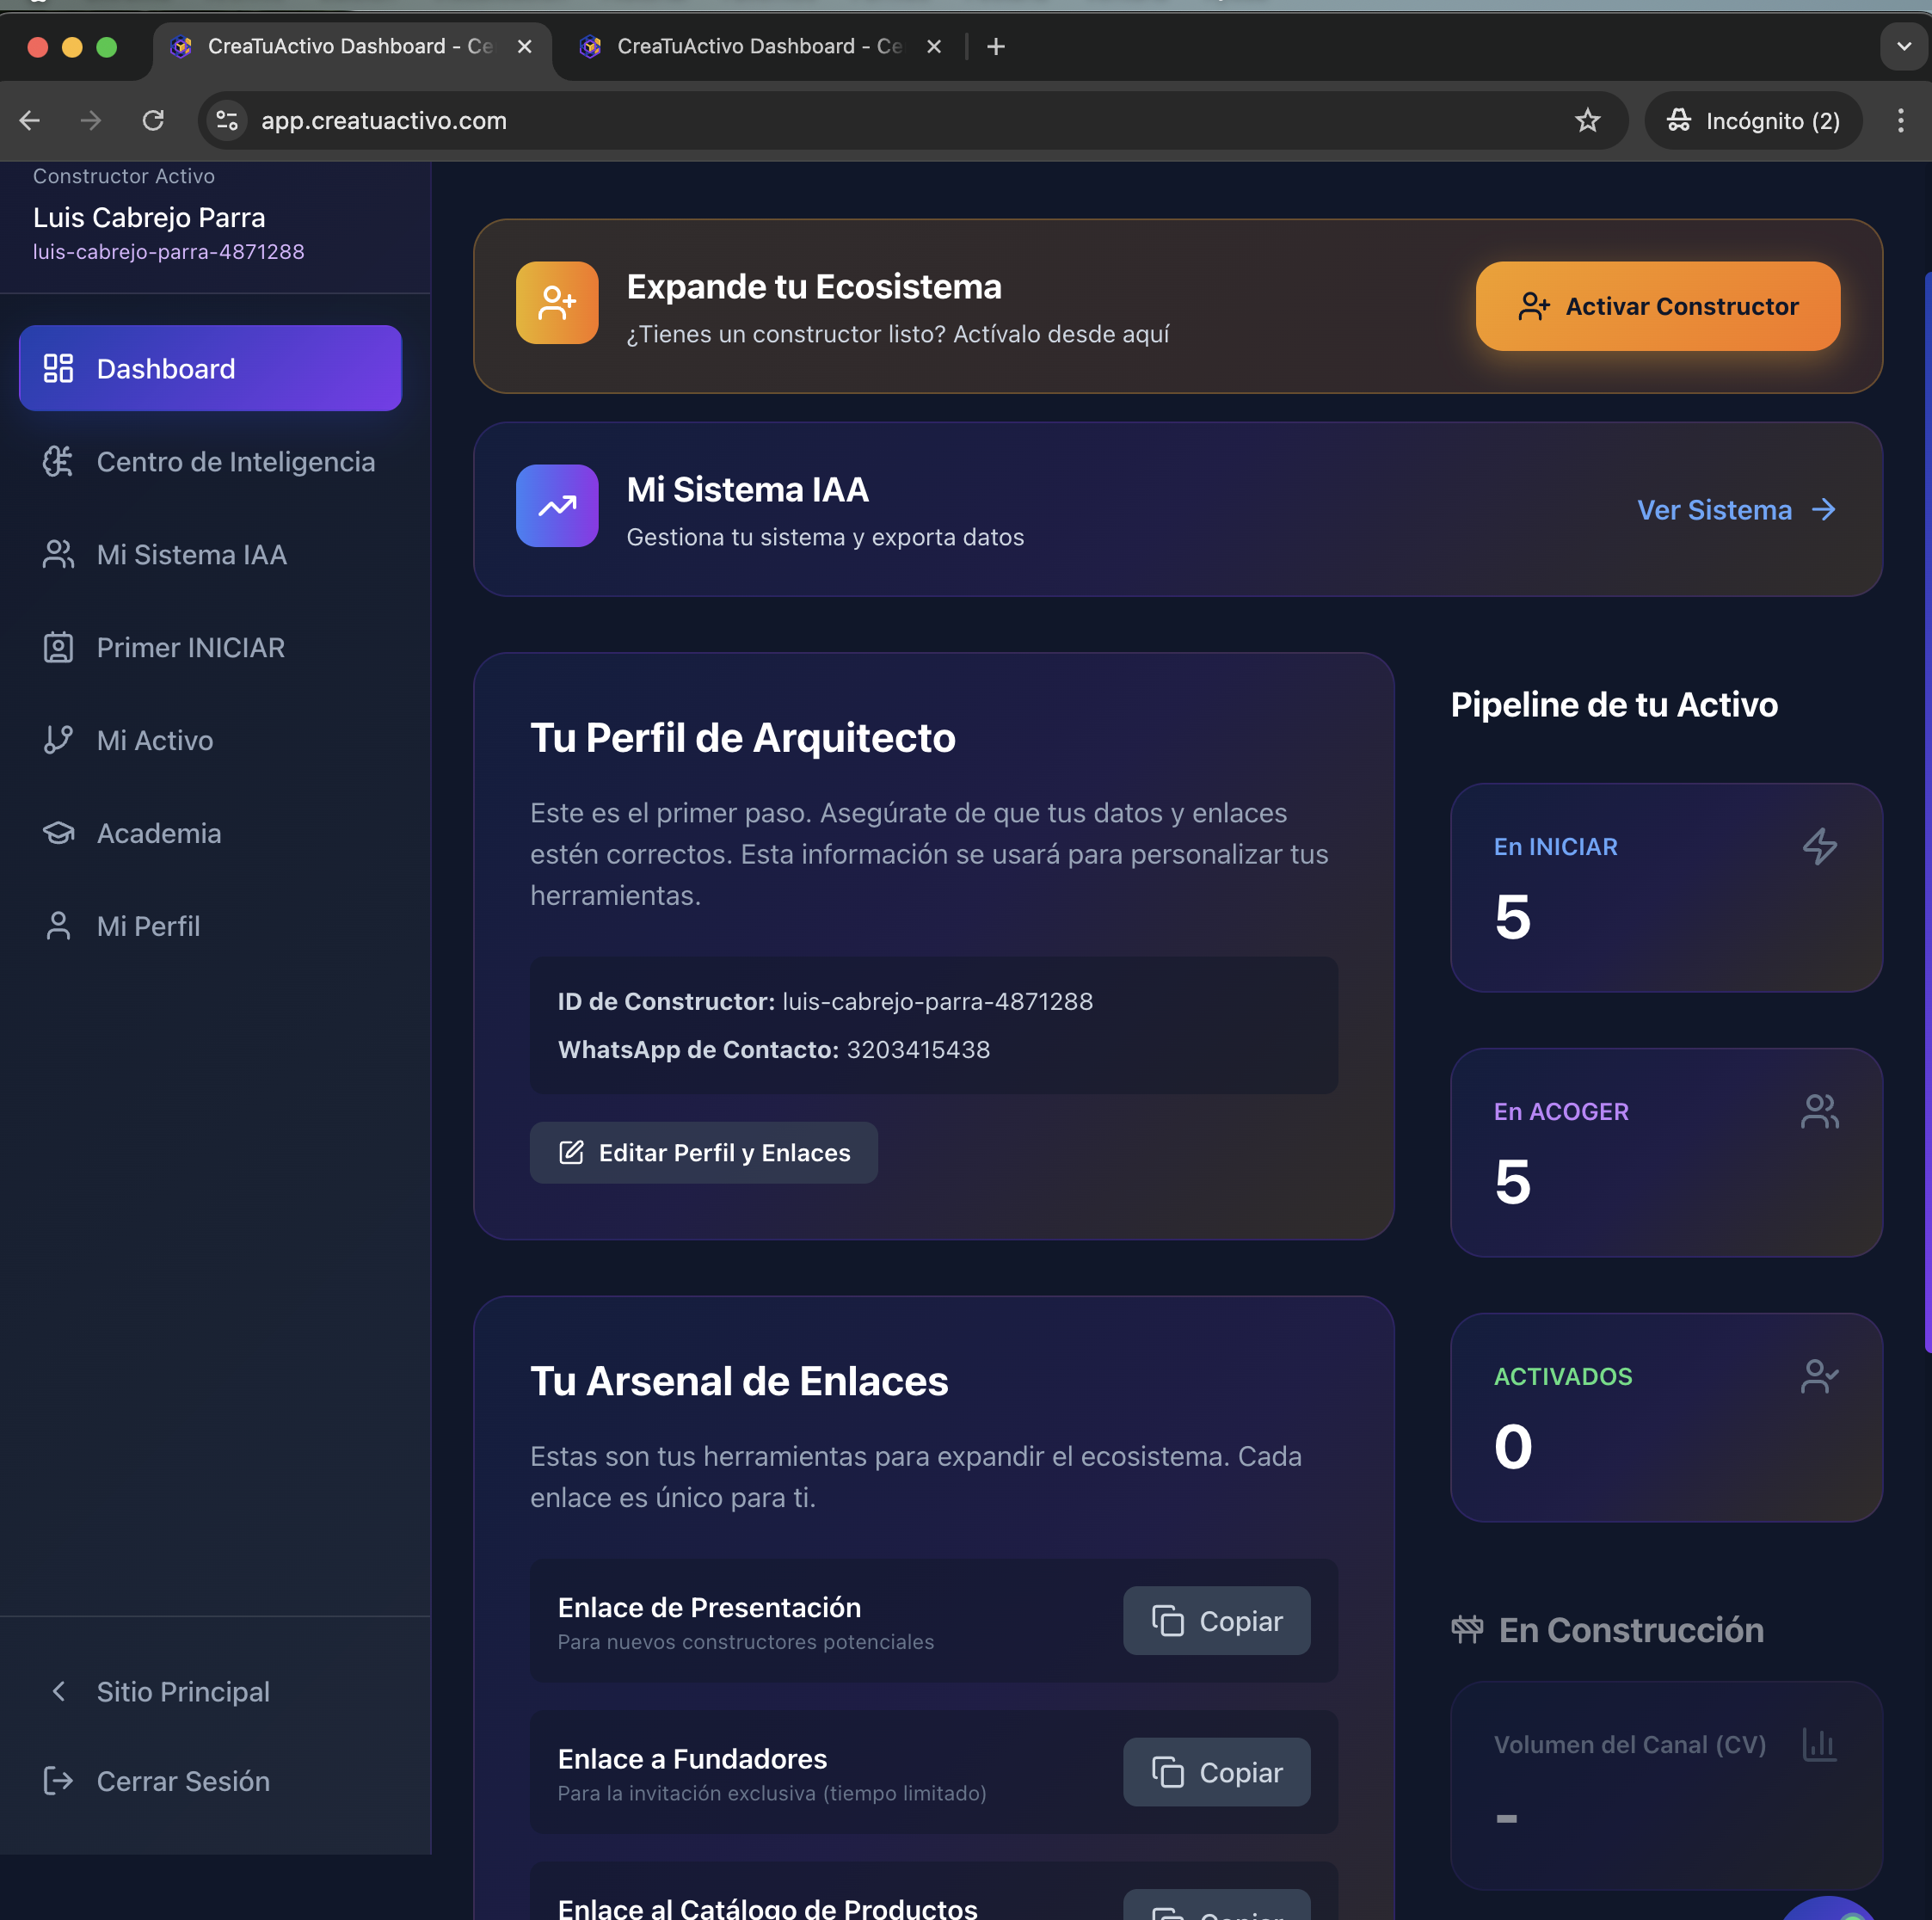 CreaTuActivo Dashboard - Ce
CreaTuActivo Dashboard - Ce
app.creatuactivo.com
Incógnito (2)
Constructor Activo
Luis Cabrejo Parra
luis-cabrejo-parra-4871288
Dashboard
Centro de Inteligencia
Mi Sistema IAA
Primer INICIAR
Mi Activo
Academia
Mi Perfil
Sitio Principal
Cerrar Sesión
Expande tu Ecosistema
¿Tienes un constructor listo? Actívalo desde aquí
Activar Constructor
Mi Sistema IAA
Gestiona tu sistema y exporta datos
Ver Sistema
Tu Perfil de Arquitecto
Este es el primer paso. Asegúrate de que tus datos y enlaces
estén correctos. Esta información se usará para personalizar tus
herramientas.
ID de Constructor: luis-cabrejo-parra-4871288
WhatsApp de Contacto: 3203415438
Editar Perfil y Enlaces
Tu Arsenal de Enlaces
Estas son tus herramientas para expandir el ecosistema. Cada
enlace es único para ti.
Enlace de Presentación
Para nuevos constructores potenciales
Copiar
Enlace a Fundadores
Para la invitación exclusiva (tiempo limitado)
Copiar
Enlace al Catálogo de Productos
Copiar
Pipeline de tu Activo
En INICIAR
5
En ACOGER
5
ACTIVADOS
0
En Construcción
Volumen del Canal (CV)
-